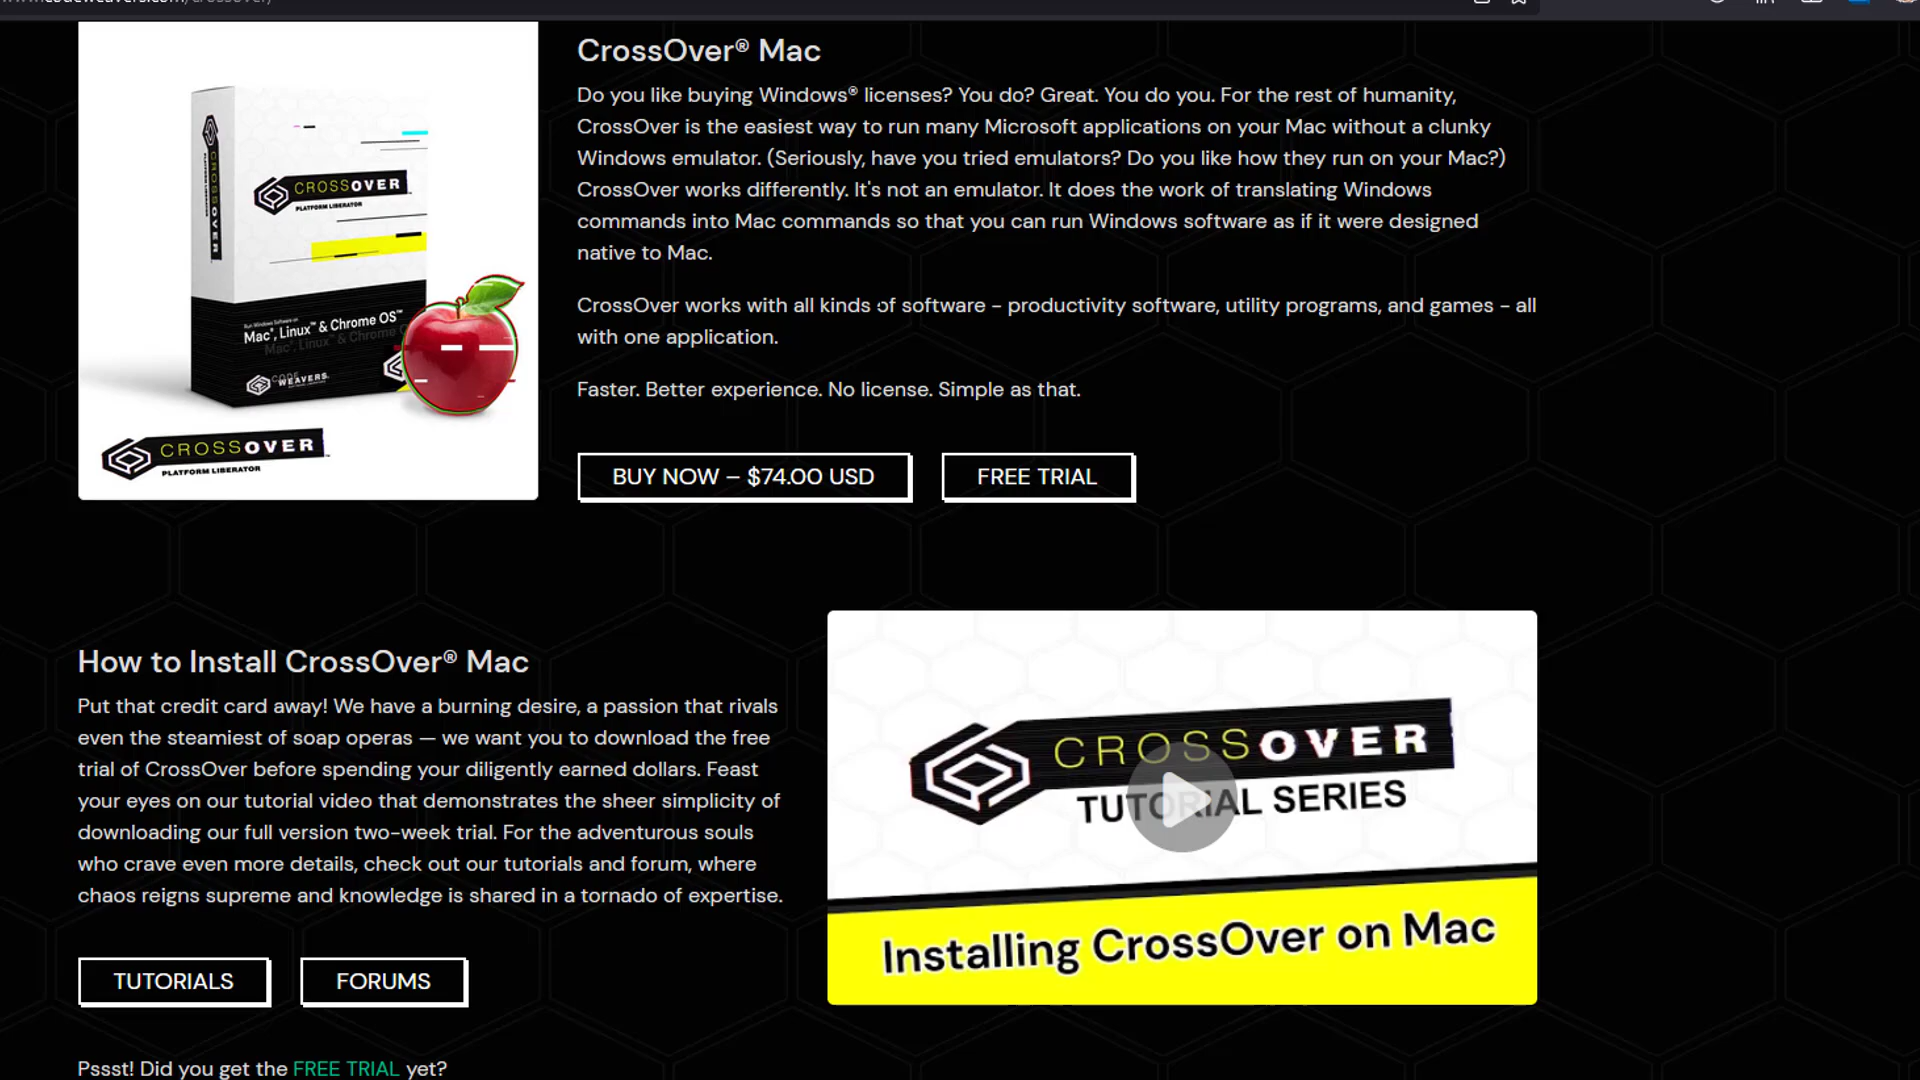 CrossOver® Mac
Do you like buying Windows® licenses? You do? Great. You do you. For the rest of humanity,
CrossOver is the easiest way to run many Microsoft applications on your Mac without a clunky
Windows emulator. (Seriously, have you tried emulators? Do you like how they run on your Mac?)
CrossOver works differently. It's not an emulator. It does the work of translating Windows
commands into Mac commands so that you can run Windows software as if it were designed
native to Mac.
CrossOver works with all kinds of software – productivity software, utility programs, and games – all
with one application.
Faster. Better experience. No license. Simple as that.
BUY NOW – $74.00 USD
FREE TRIAL
CROSSOVER
CROSSOVER
PLATFORM LIBERATOR
Run Windows Software on
Mac®, Linux™ & Chrome OS™
CODE
WEAVERS
CROSSOVER
PLATFORM LIBERATOR
How to Install CrossOver® Mac
Put that credit card away! We have a burning desire, a passion that rivals
even the steamiest of soap operas — we want you to download the free
trial of CrossOver before spending your diligently earned dollars. Feast
your eyes on our tutorial video that demonstrates the sheer simplicity of
downloading our full version two-week trial. For the adventurous souls
who crave even more details, check out our tutorials and forum, where
chaos reigns supreme and knowledge is shared in a tornado of expertise.
TUTORIALS
FORUMS
Pssst! Did you get the FREE TRIAL yet?
CROSSOVER
TUTORIAL SERIES
Installing CrossOver on Mac